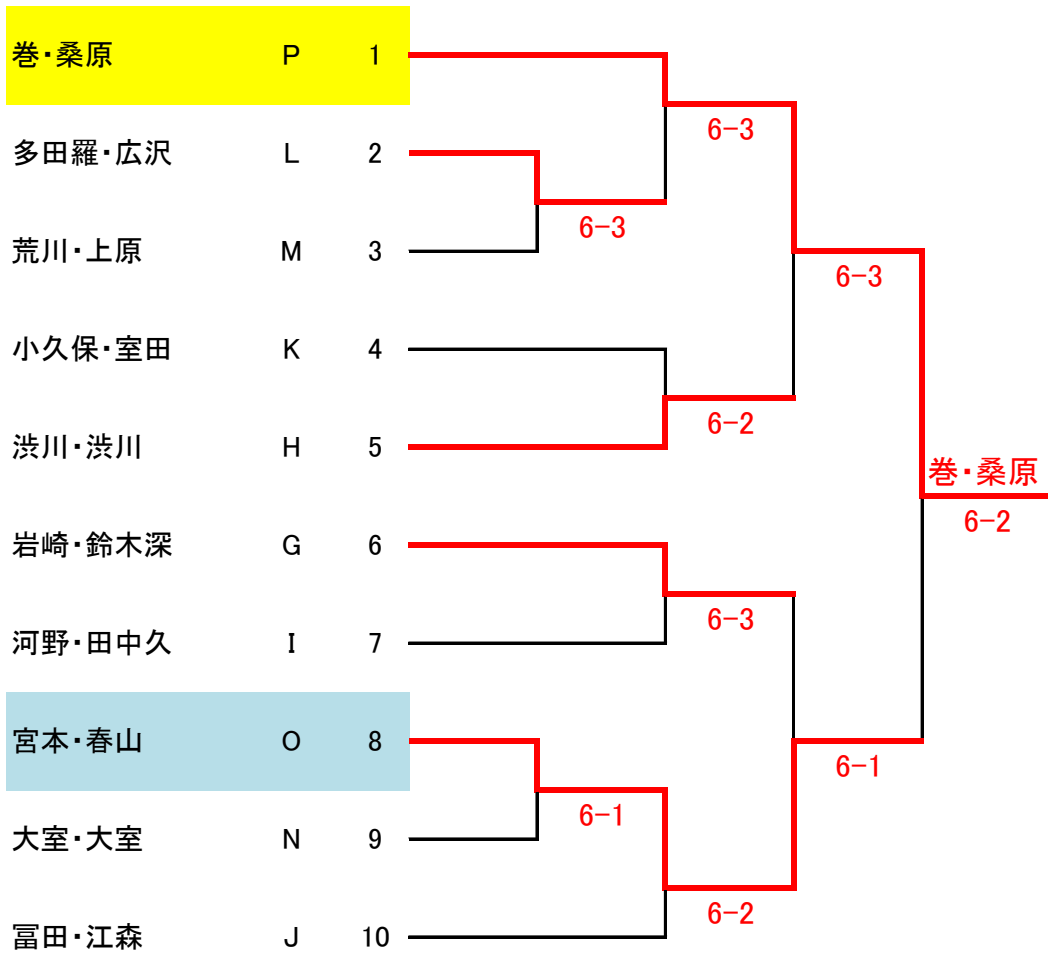 巻・桑原 P 1
6-3
多田羅・広沢 L 2
6-3
荒川・上原 M 3
6-3
小久保・室田 K 4
6-2
渋川・渋川 H 5
巻・桑原
6-2
岩崎・鈴木深 G 6
6-3
河野・田中久 I 7
宮本・春山 O 8
6-1
6-1
大室・大室 N 9
6-2
冨田・江森 J 10